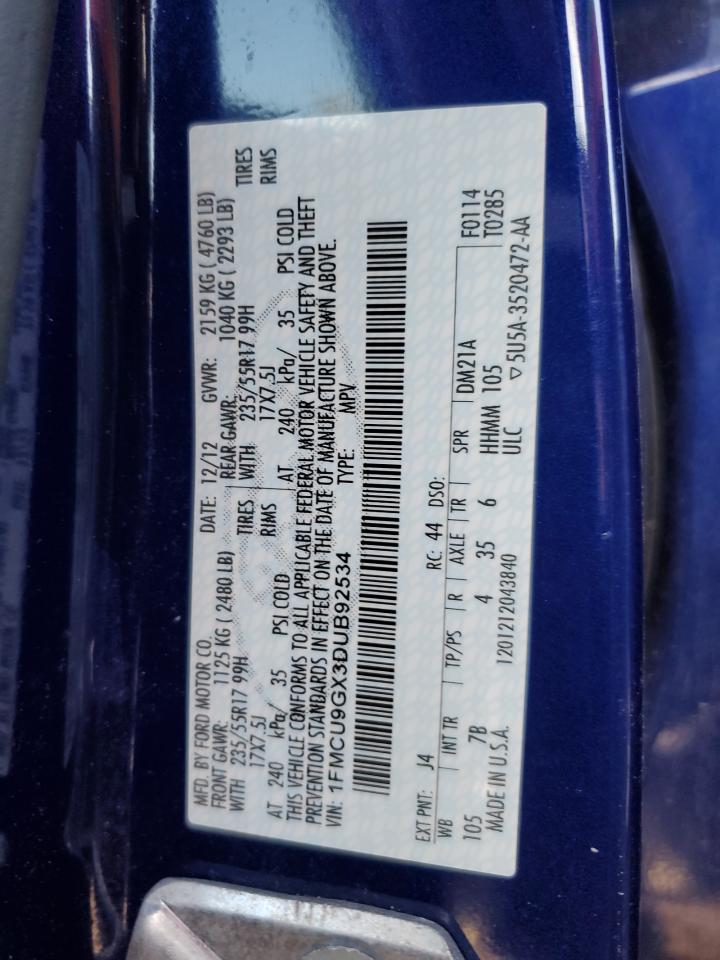 MFD. BY FORD MOTOR CO.
DATE: 12/12 GVWR: 2159 KG ( 4760 LB)
FRONT GAWR: 1125 KG ( 2480 LB) REAR GAWR: 1040 KG ( 2293 LB)
WITH 235/55R17 99H TIRES WITH 235/55R17 99H TIRES
17X7.5J RIMS 17X7.5J RIMS
AT 240 kPa/ 35 PSI COLD AT 240 kPa/ 35 PSI COLD
THIS VEHICLE CONFORMS TO ALL APPLICABLE FEDERAL MOTOR VEHICLE SAFETY AND THEFT
PREVENTION STANDARDS IN EFFECT ON THE DATE OF MANUFACTURE SHOWN ABOVE.
VIN: 1FMCU9GX3DUB92534 TYPE: MPV
EXT PNT: J4 RC: 44 DSO:
WB INT TR TP/PS R AXLE TR SPR DM21A F0114
105 7B 4 35 6 HHMM 105 T0285
MADE IN U.S.A. 1201212043840 ULC ▽5U5A-3520472-AA